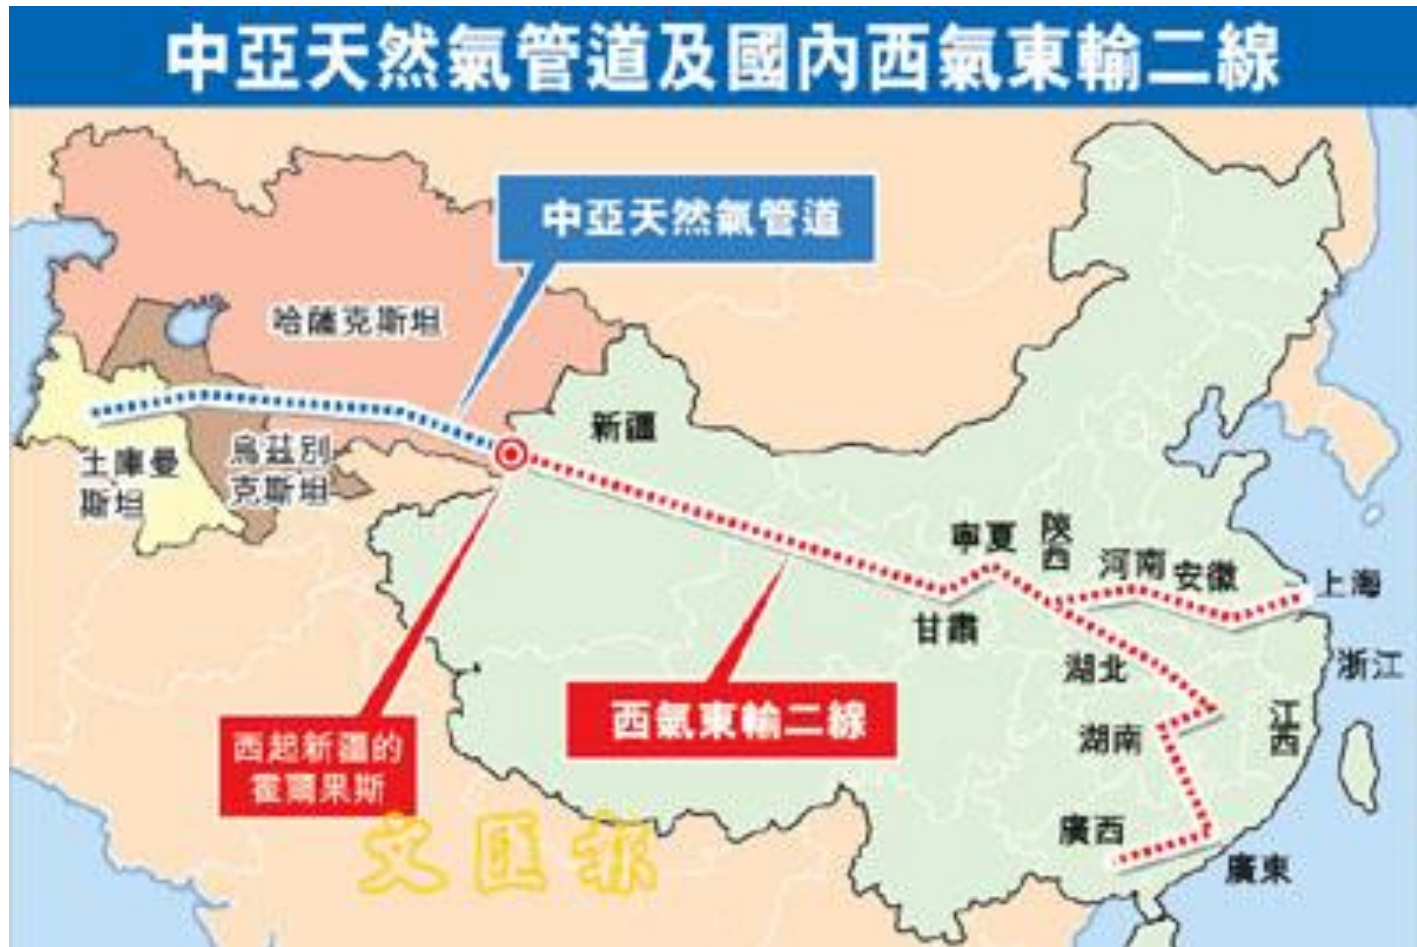 中亞天然氣管道及國內西氣東輸二線
中亞天然氣管道
哈薩克斯坦
新疆
土庫曼
斯坦
烏茲別
克斯坦
寧夏
陝西
河南
安徽
上海
甘肅
湖北
浙江
西氣東輸二線
江西
湖南
西起新疆的
霍爾果斯
廣西
廣東
文匯報